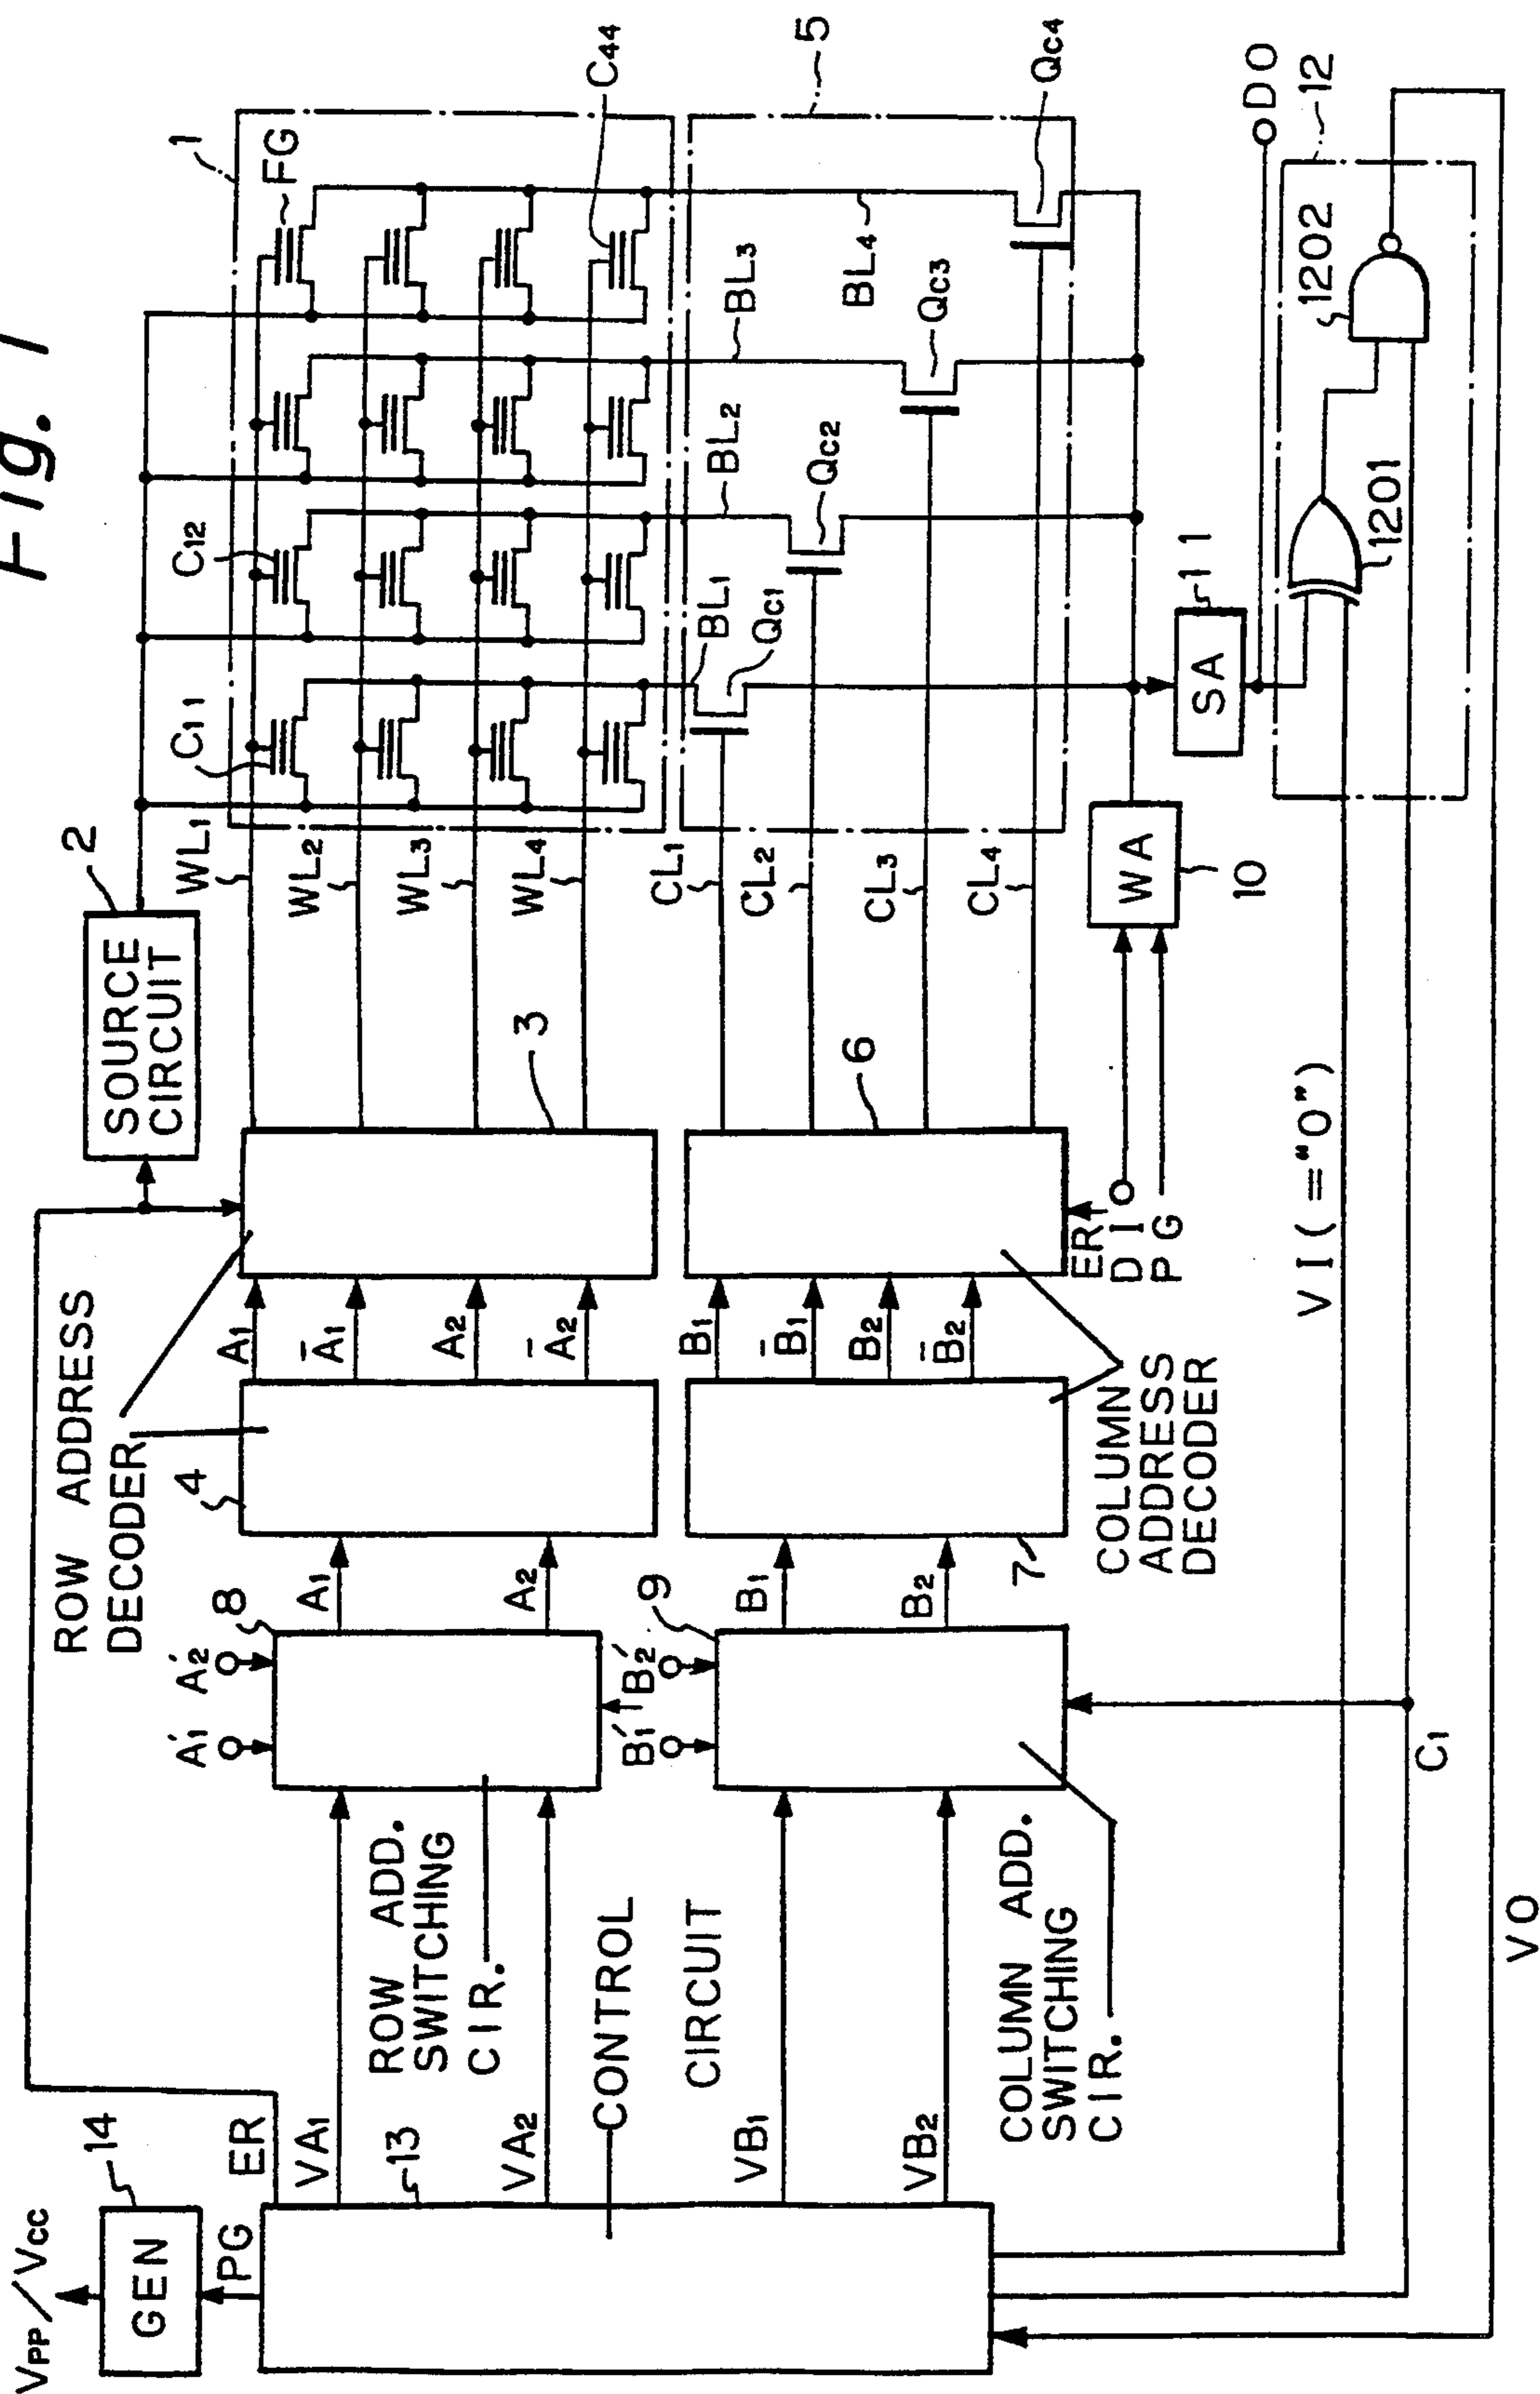 Fig. 1
VPP/VCC
GEN
14
PG
ER
VA1
13
VA2
CONTROL
CIRCUIT
VB1
VB2
ROW ADD.
SWITCHING
CIR.
COLUMN ADD.
SWITCHING
CIR.
A'1
A'2
8
B'1
B'2
9
A1
A2
B1
B2
ROW ADDRESS
DECODER
4
7
COLUMN
ADDRESS
DECODER
A1
Ā1
A2
Ā2
B1
B̄1
B2
B̄2
ER
DI
PG
3
6
SOURCE
CIRCUIT
2
WL1
WL2
WL3
WL4
CL1
CL2
CL3
CL4
WA
10
C11
C12
1
FG
C44
BL1
QC1
BL2
QC2
BL3
QC3
BL4
QC4
5
SA
11
DO
12
1201
1202
VI(="0")
C1
VO